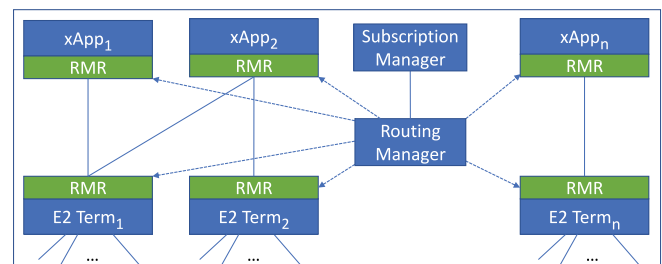 xApp₁
RMR
xApp₂
RMR
Subscription
Manager
xAppₙ
RMR
Routing
Manager
RMR
E2 Term₁
RMR
E2 Term₂
RMR
E2 Termₙ
...
...
...